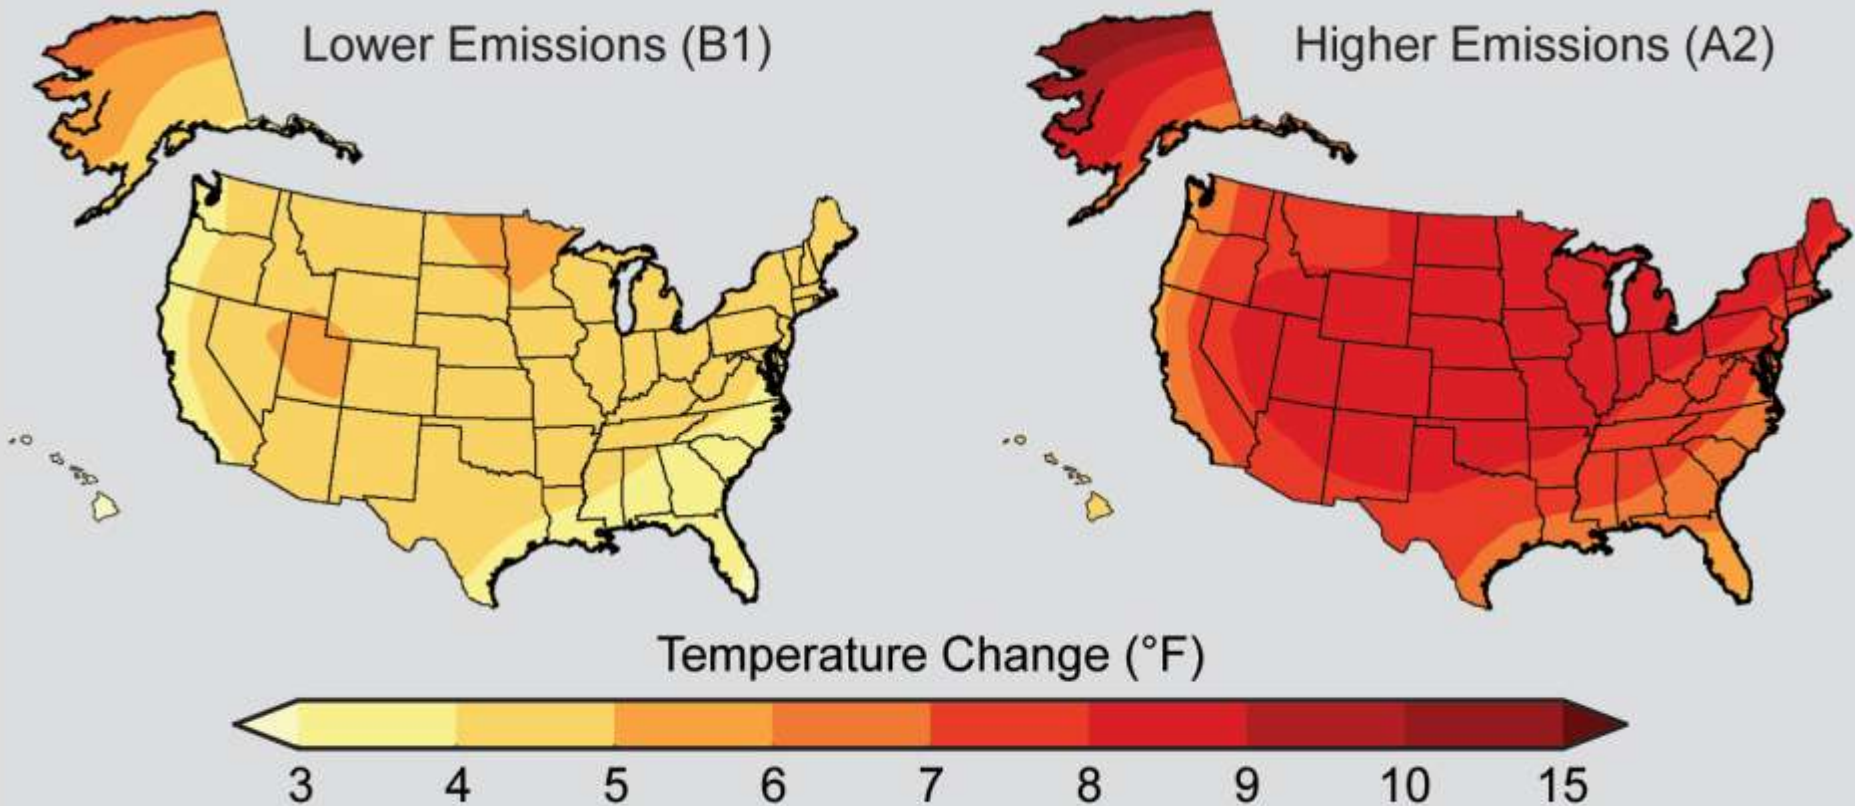 Lower Emissions (B1)
Higher Emissions (A2)
Temperature Change (°F)
3 4 5 6 7 8 9 10 15